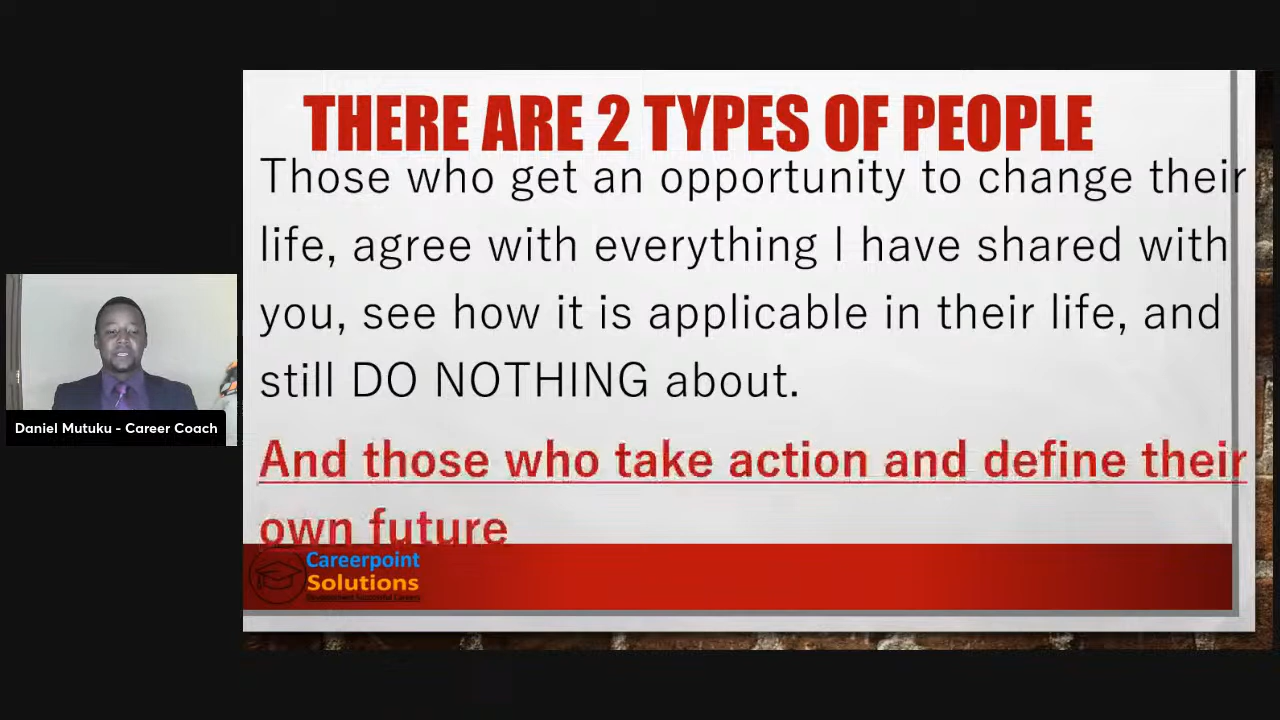 THERE ARE 2 TYPES OF PEOPLE
Those who get an opportunity to change their
life, agree with everything I have shared with
you, see how it is applicable in their life, and
still DO NOTHING about.
And those who take action and define their
own future
Careerpoint
Solutions
Daniel Mutuku - Career Coach